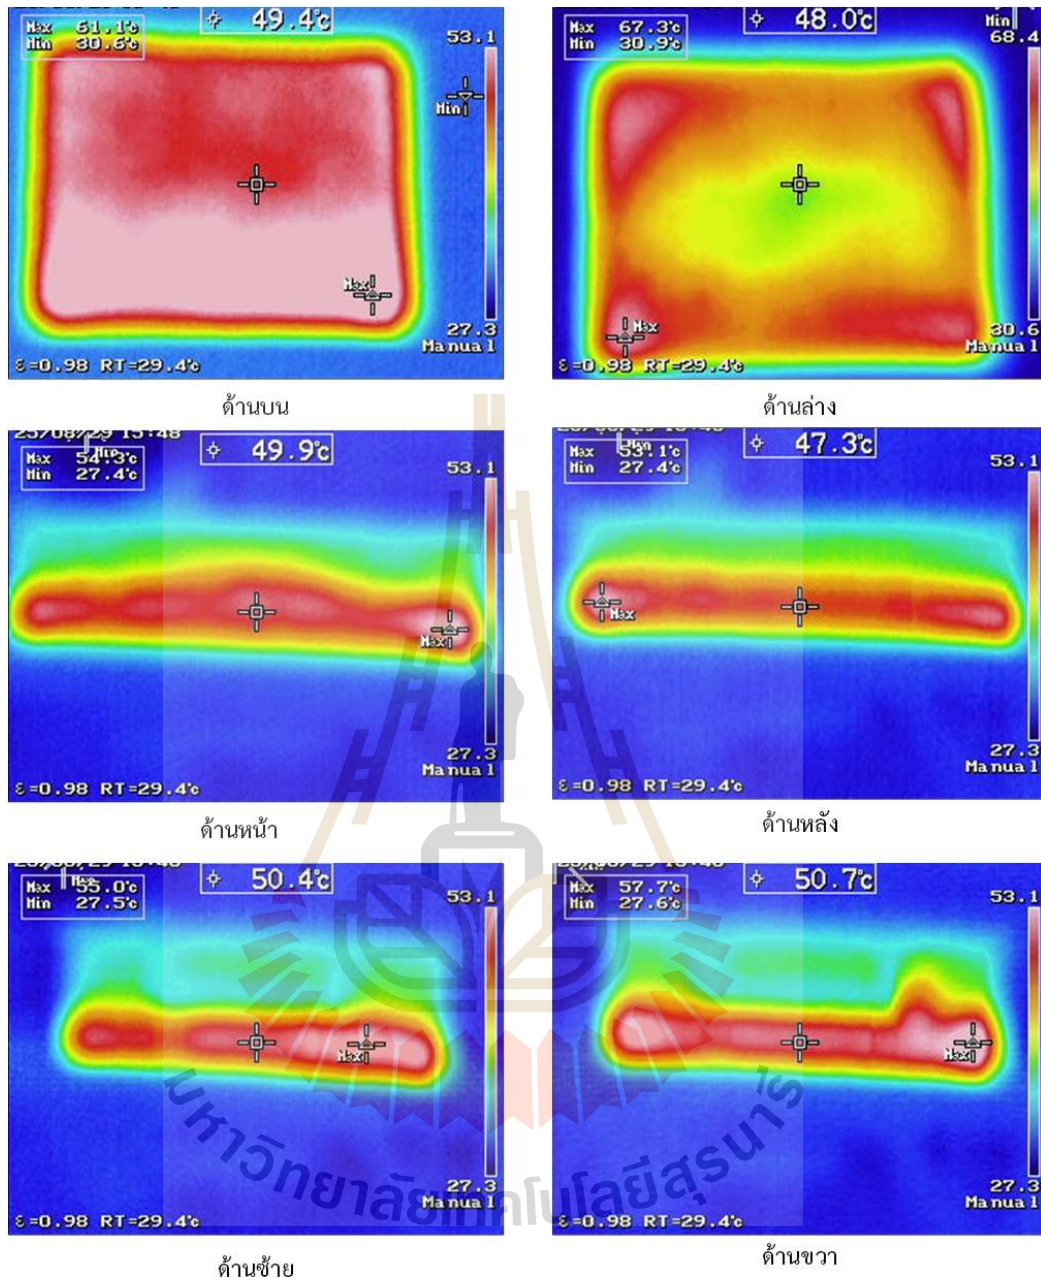 Max 61.1°c
Min 30.6°c
49.4°c
53.1
Min
Max
27.3
Manual
ε=0.98 RT=29.4°c
ด้านบน
Max 67.3°c
Min 30.9°c
48.0°c
Min
68.4
Max
30.6
Manual
ε=0.98 RT=29.4°c
ด้านล่าง
Max 54.3°c
Min 27.4°c
49.9°c
53.1
Max
27.3
Manual
ε=0.98 RT=29.4°c
ด้านหน้า
Max 53.1°c
Min 27.4°c
47.3°c
53.1
Max
27.3
Manual
ε=0.98 RT=29.4°c
ด้านหลัง
Max 55.0°c
Min 27.5°c
50.4°c
53.1
Max
27.3
Manual
ε=0.98 RT=29.4°c
ด้านซ้าย
Max 57.7°c
Min 27.6°c
50.7°c
53.1
Max
27.3
Manual
ε=0.98 RT=29.4°c
ด้านขวา
มหาวิทยาลัยเทคโนโลยีสุรนารี